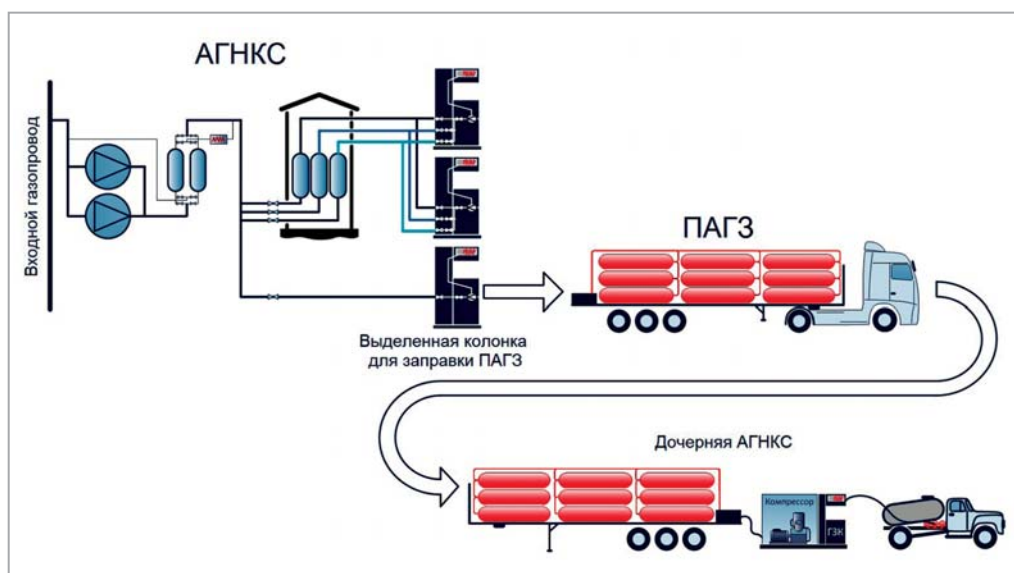 АГНКС
Входной газопровод
Выделенная колонка
для заправки ПАГЗ
ПАГЗ
Дочерняя АГНКС
Компрессор
ГЗК